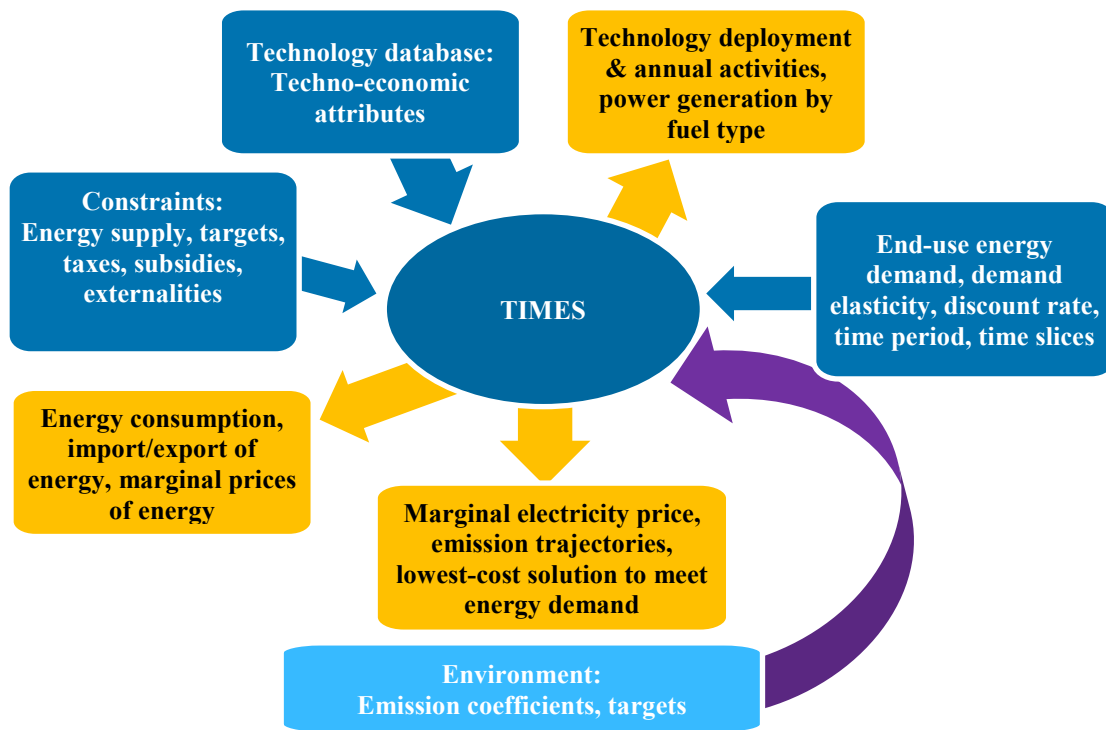 Technology database:
Techno-economic
attributes
Technology deployment
& annual activities,
power generation by
fuel type
Constraints:
Energy supply, targets,
taxes, subsidies,
externalities
TIMES
End-use energy
demand, demand
elasticity, discount rate,
time period, time slices
Energy consumption,
import/export of
energy, marginal prices
of energy
Marginal electricity price,
emission trajectories,
lowest-cost solution to meet
energy demand
Environment:
Emission coefficients, targets